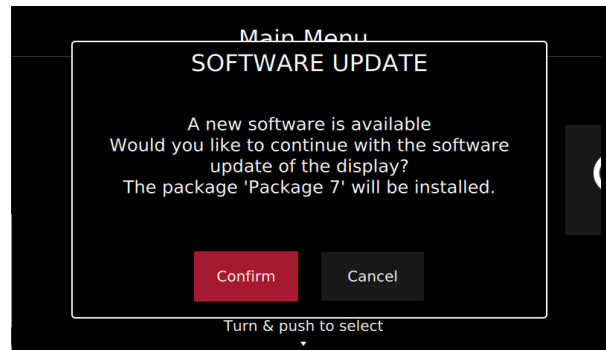 Main Menu
SOFTWARE UPDATE
A new software is available
Would you like to continue with the software
update of the display?
The package 'Package 7' will be installed.
Confirm
Cancel
Turn & push to select